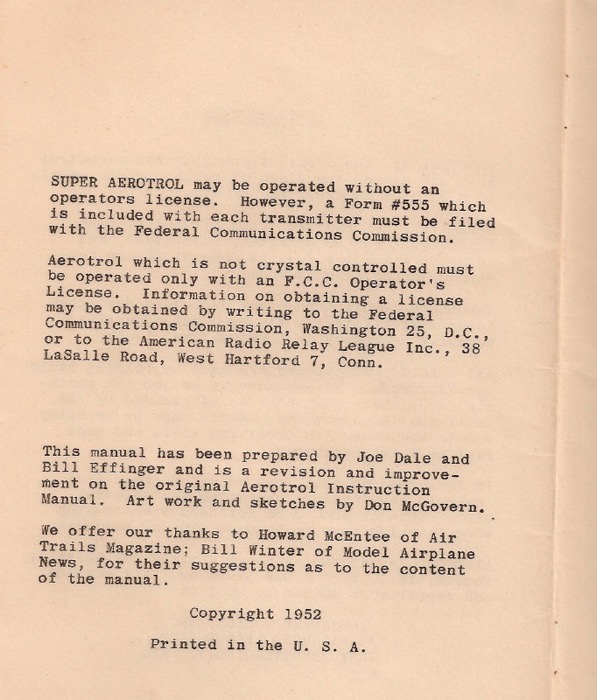 SUPER AEROTROL may be operated without an
operators license.  However, a Form #555 which
is included with each transmitter must be filed
with the Federal Communications Commission.
Aerotrol which is not crystal controlled must
be operated only with an F.C.C. Operator's
License.  Information on obtaining a license
may be obtained by writing to the Federal
Communications Commission, Washington 25, D.C.,
or to the American Radio Relay League Inc., 38
LaSalle Road, West Hartford 7, Conn.
This manual has been prepared by Joe Dale and
Bill Effinger and is a revision and improve-
ment on the original Aerotrol Instruction
Manual.  Art work and sketches by Don McGovern.
We offer our thanks to Howard McEntee of Air
Trails Magazine; Bill Winter of Model Airplane
News, for their suggestions as to the content
of the manual.
Copyright 1952
Printed in the U. S. A.